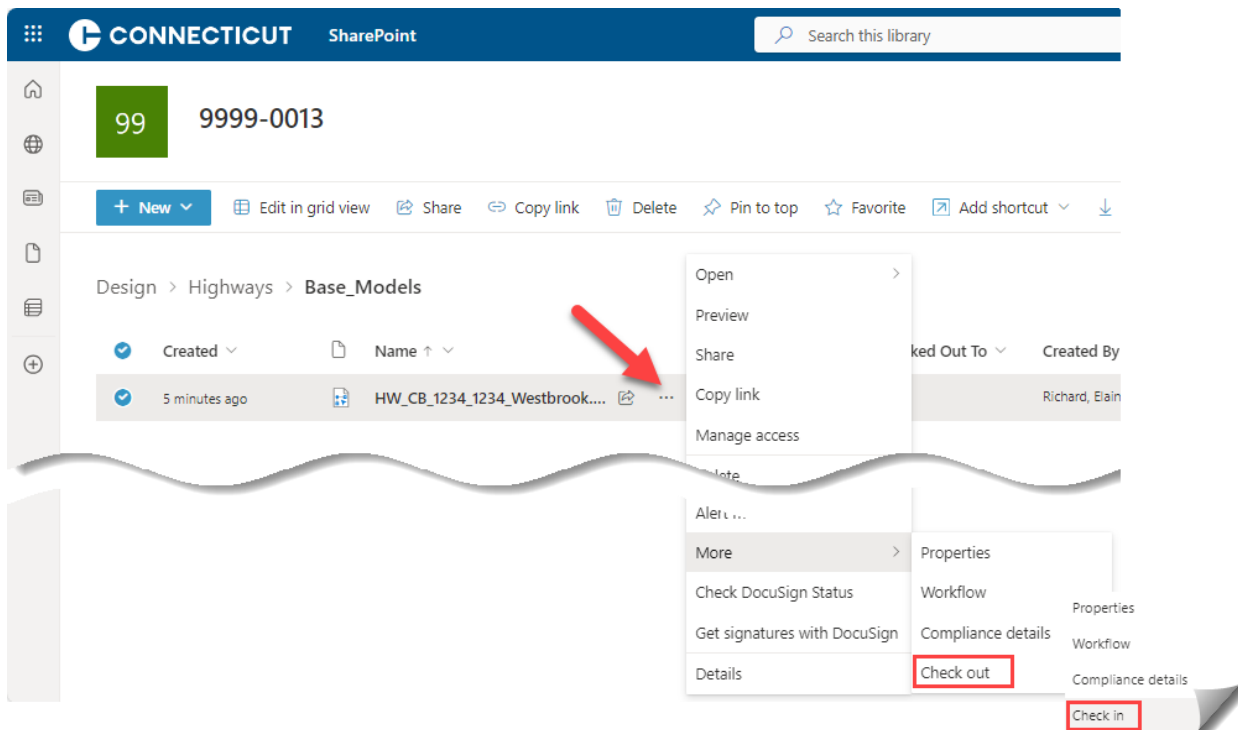 CONNECTICUT SharePoint Search this library
99 9999-0013
+ New Edit in grid view Share Copy link Delete Pin to top Favorite Add shortcut
Design > Highways > Base_Models
Created Name ↑ ked Out To Created By
5 minutes ago HW_CB_1234_1234_Westbrook.... ... Richard, Elain
Open >
Preview
Share
Copy link
Manage access
More >
Check DocuSign Status
Get signatures with DocuSign
Details
Properties
Workflow
Compliance details
Check out
Properties
Workflow
Compliance details
Check in